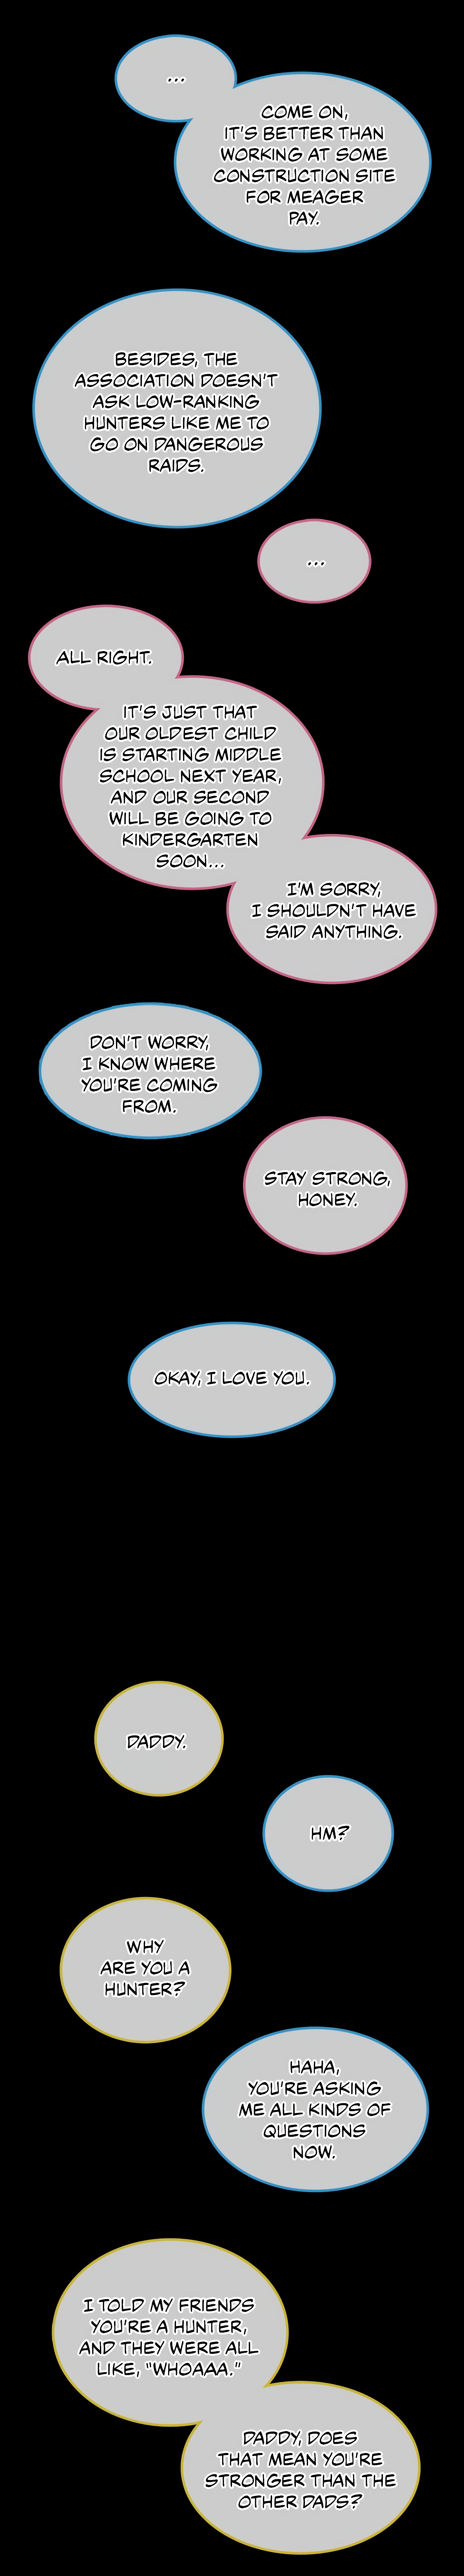 ...
COME ON,
IT'S BETTER THAN
WORKING AT SOME
CONSTRUCTION SITE
FOR MEAGER
PAY.
BESIDES, THE
ASSOCIATION DOESN'T
ASK LOW-RANKING
HUNTERS LIKE ME TO
GO ON DANGEROUS
RAIDS.
...
ALL RIGHT.
IT'S JUST THAT
OUR OLDEST CHILD
IS STARTING MIDDLE
SCHOOL NEXT YEAR,
AND OUR SECOND
WILL BE GOING TO
KINDERGARTEN
SOON...
I'M SORRY,
I SHOULDN'T HAVE
SAID ANYTHING.
DON'T WORRY,
I KNOW WHERE
YOU'RE COMING
FROM.
STAY STRONG,
HONEY.
OKAY, I LOVE YOU.
DADDY.
HM?
WHY
ARE YOU A
HUNTER?
HAHA,
YOU'RE ASKING
ME ALL KINDS OF
QUESTIONS
NOW.
I TOLD MY FRIENDS
YOU'RE A HUNTER,
AND THEY WERE ALL
LIKE, "WHOAAA."
DADDY, DOES
THAT MEAN YOU'RE
STRONGER THAN THE
OTHER DADS?